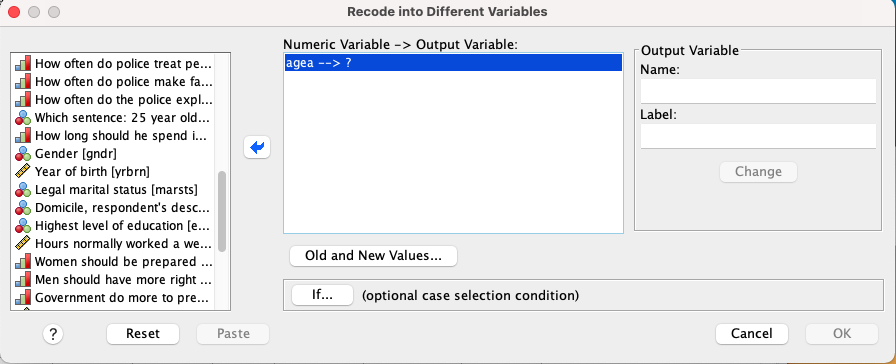 Recode into Different Variables
How often do police treat pe...
How often do police make fa...
How often do the police expl...
Which sentence: 25 year old...
How long should he spend i...
Gender [gndr]
Year of birth [yrbrn]
Legal marital status [marsts]
Domicile, respondent's desc...
Highest level of education [e...
Hours normally worked a we...
Women should be prepared ...
Men should have more right ...
Government do more to pre...
Numeric Variable -> Output Variable:
agea --> ?
Output Variable
Name:
Label:
Change
Old and New Values...
If...
(optional case selection condition)
?
Reset
Paste
Cancel
OK